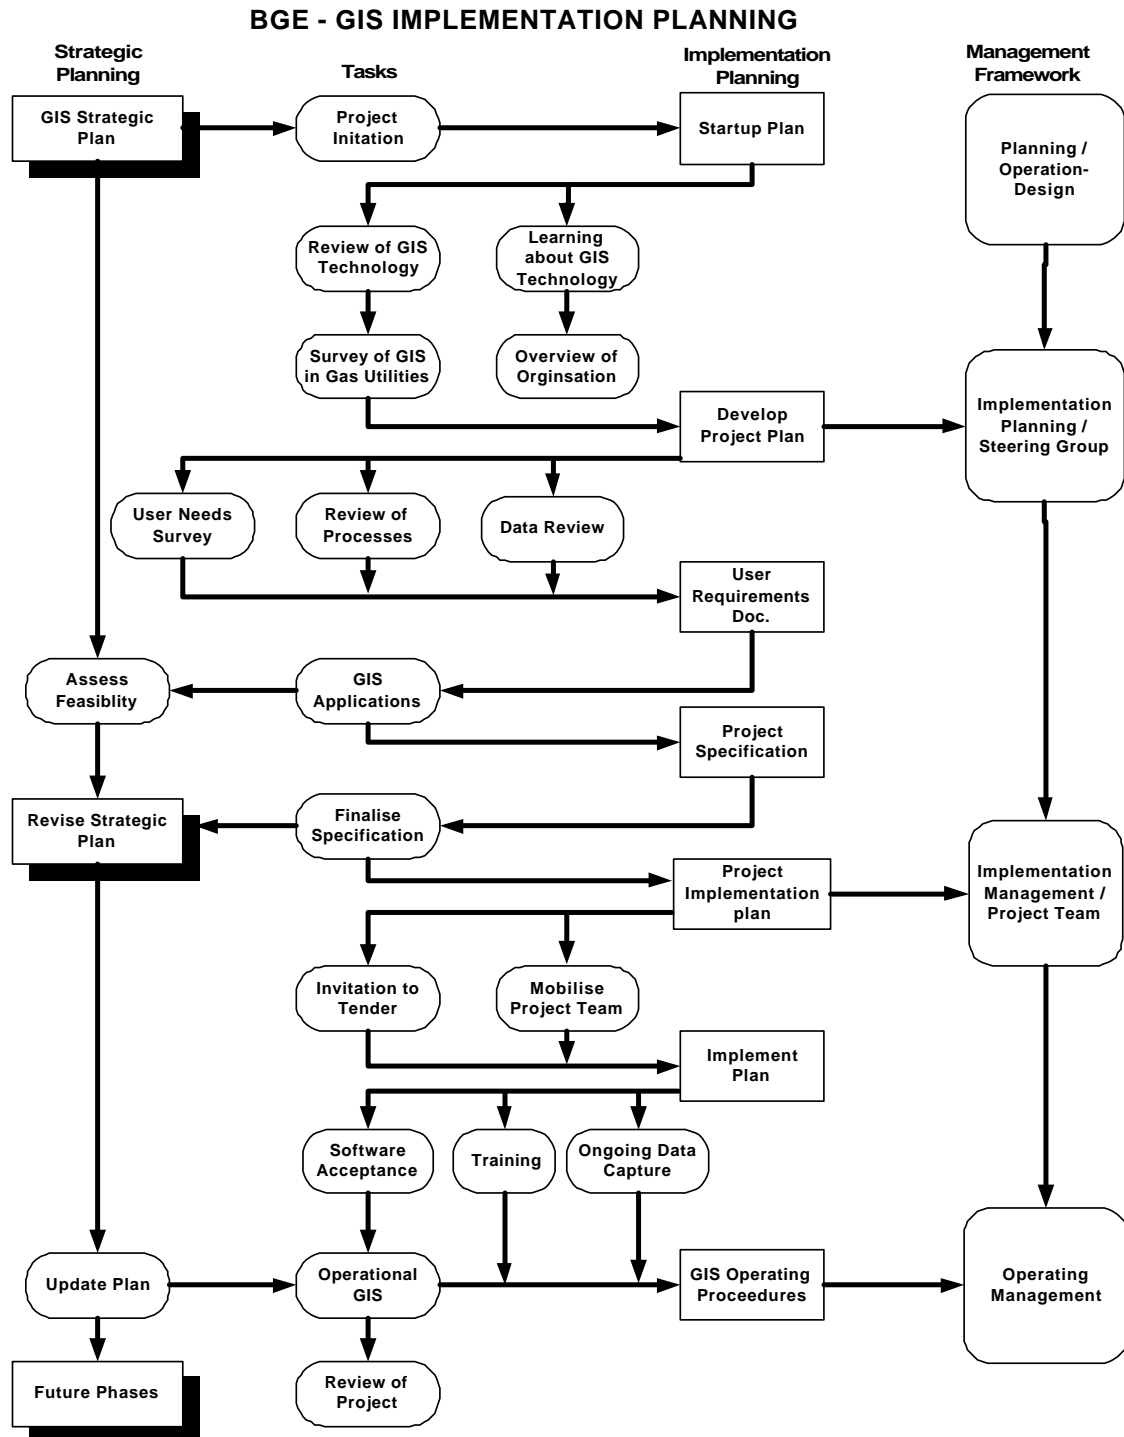 BGE - GIS IMPLEMENTATION PLANNING
Strategic
Planning
Tasks
Implementation
Planning
Management
Framework
GIS Strategic
Plan
Project
Initation
Startup Plan
Planning /
Operation-
Design
Review of GIS
Technology
Learning
about GIS
Technology
Survey of GIS
in Gas Utilities
Overview of
Orginsation
Develop
Project Plan
Implementation
Planning /
Steering Group
User Needs
Survey
Review of
Processes
Data Review
User
Requirements
Doc.
Assess
Feasiblity
GIS
Applications
Project
Specification
Revise Strategic
Plan
Finalise
Specification
Project
Implementation
plan
Implementation
Management /
Project Team
Invitation to
Tender
Mobilise
Project Team
Implement
Plan
Software
Acceptance
Training
Ongoing Data
Capture
Update Plan
Operational
GIS
GIS Operating
Proceedures
Operating
Management
Future Phases
Review of
Project